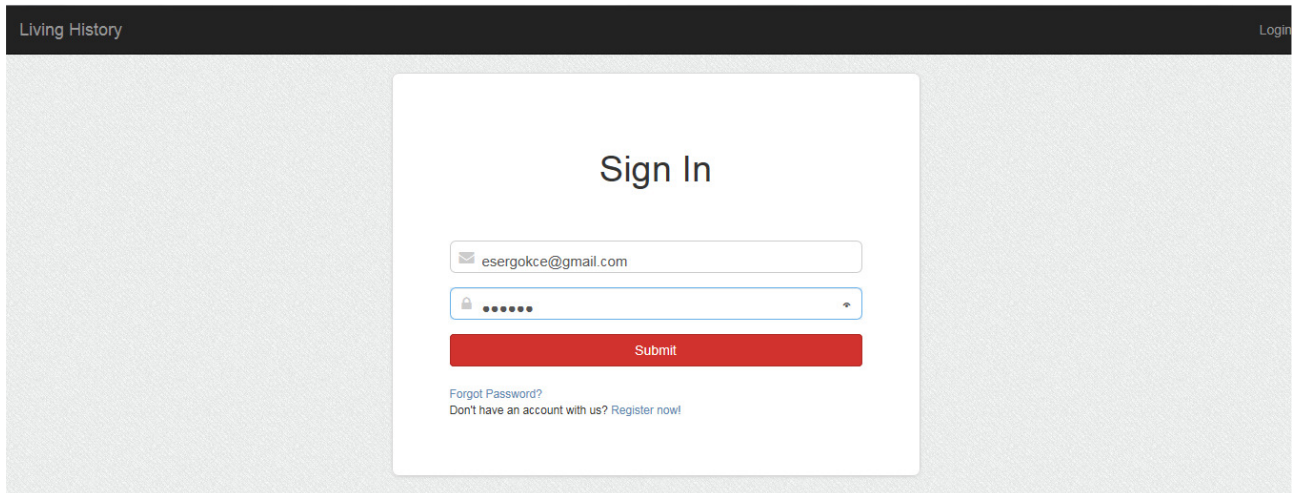 Living History
Login
Sign In
esergokce@gmail.com
••••••
Submit
Forgot Password?
Don't have an account with us? Register now!